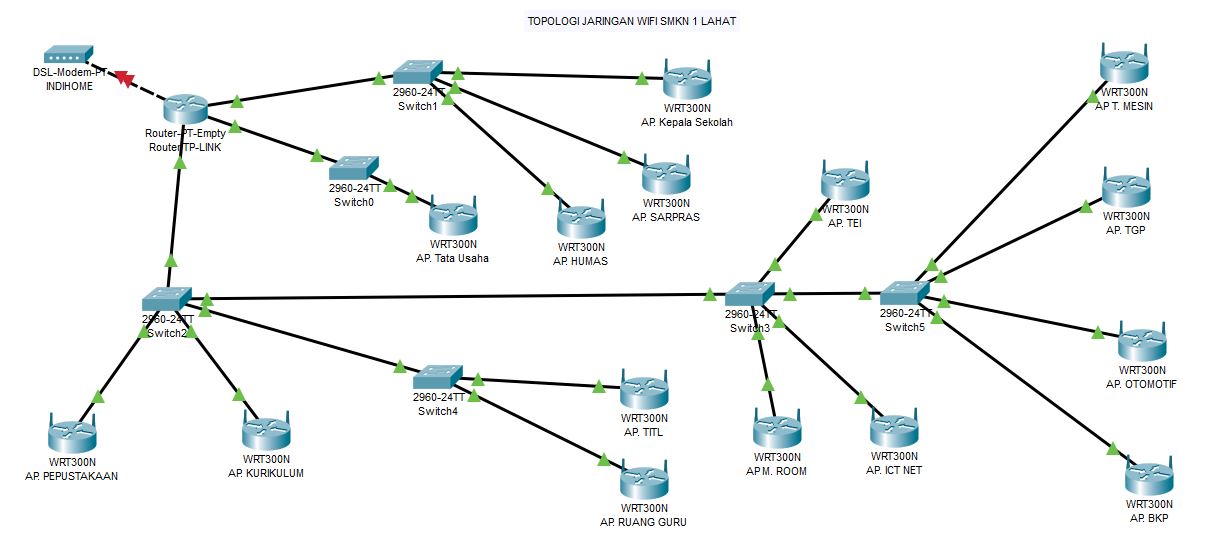 TOPOLOGI JARINGAN WIFI SMKN 1 LAHAT
DSL-Modem-PT
INDIHOME
Router-PT-Empty
Router TP-LINK
2960-24TT
Switch1
WRT300N
AP. Kepala Sekolah
WRT300N
AP T. MESIN
2960-24TT
Switch0
WRT300N
AP. SARPRAS
WRT300N
AP. Tata Usaha
WRT300N
AP. HUMAS
WRT300N
AP. TEI
WRT300N
AP. TGP
2960-24TT
Switch2
2960-24TT
Switch3
2960-24TT
Switch5
WRT300N
AP. OTOMOTIF
2960-24TT
Switch4
WRT300N
AP. TITL
WRT300N
AP. PEPUSTAKAAN
WRT300N
AP. KURIKULUM
WRT300N
AP M. ROOM
WRT300N
AP. ICT NET
WRT300N
AP. RUANG GURU
WRT300N
AP. BKP